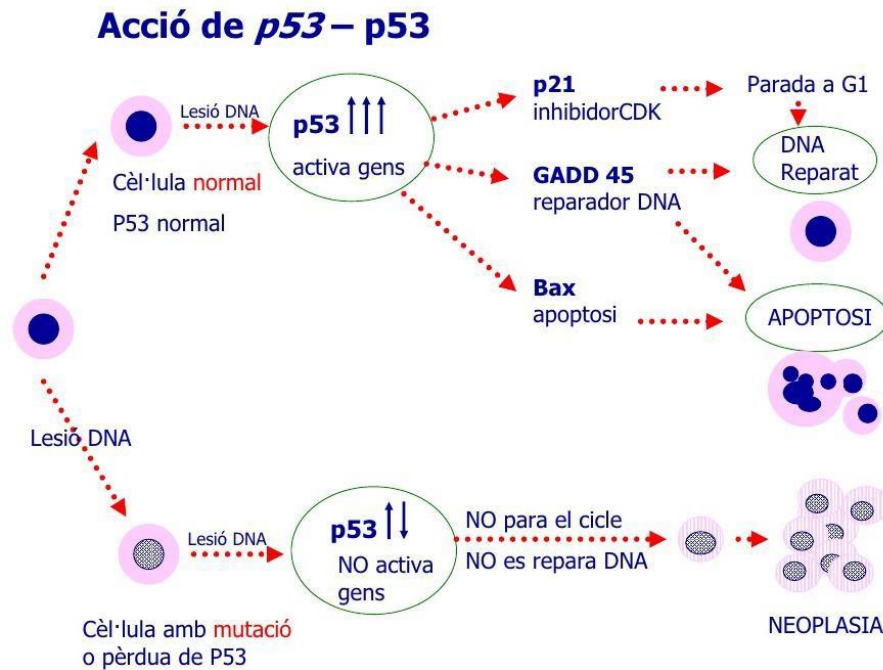 Acció de p53 – p53
Lesió DNA
p53
activa gens
Cèl·lula normal
P53 normal
p21
inhibidorCDK
Parada a G1
GADD 45
reparador DNA
DNA
Reparat
Bax
apoptosi
APOPTOSI
Lesió DNA
Lesió DNA
p53
NO activa
gens
NO para el cicle
NO es repara DNA
Cèl·lula amb mutació
o pèrdua de P53
NEOPLASIA